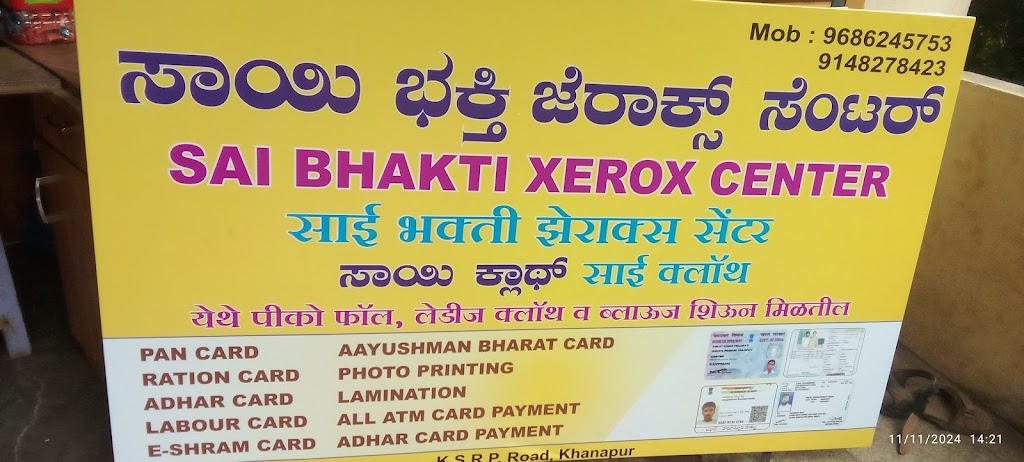 Mob : 9686245753
9148278423
ಸಾಯಿ ಭಕ್ತಿ ಜೆರಾಕ್ಸ್ ಸೆಂಟರ್
SAI BHAKTI XEROX CENTER
साई भक्ती झेराक्स सेंटर
ಸಾಯಿ ಕ್ಲಾಥ್ साई क्लॉथ
येथे पीको फॉल, लेडीज क्लॉथ व ब्लाऊज शिऊन मिळतील
PAN CARD
RATION CARD
ADHAR CARD
LABOUR CARD
E-SHRAM CARD
AAYUSHMAN BHARAT CARD
PHOTO PRINTING
LAMINATION
ALL ATM CARD PAYMENT
ADHAR CARD PAYMENT
K.S.R.P. Road, Khanapur
11/11/2024 14:21